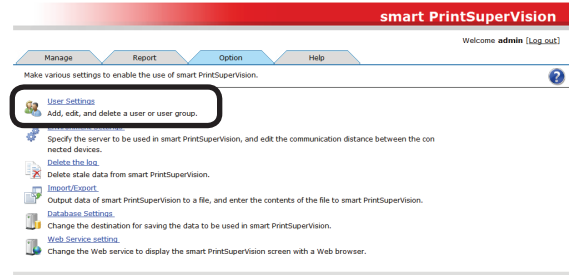 smart PrintSuperVision
Welcome admin [Log out]
Manage Report Option Help
Make various settings to enable the use of smart PrintSuperVision.
User Settings
Add, edit, and delete a user or user group.
Specify the server to be used in smart PrintSuperVision, and edit the communication distance between the con
nected devices.
Delete the log
Delete stale data from smart PrintSuperVision.
Import/Export
Output data of smart PrintSuperVision to a file, and enter the contents of the file to smart PrintSuperVision.
Database Settings
Change the destination for saving the data to be used in smart PrintSuperVision.
Web Service setting
Change the Web service to display the smart PrintSuperVision screen with a Web browser.